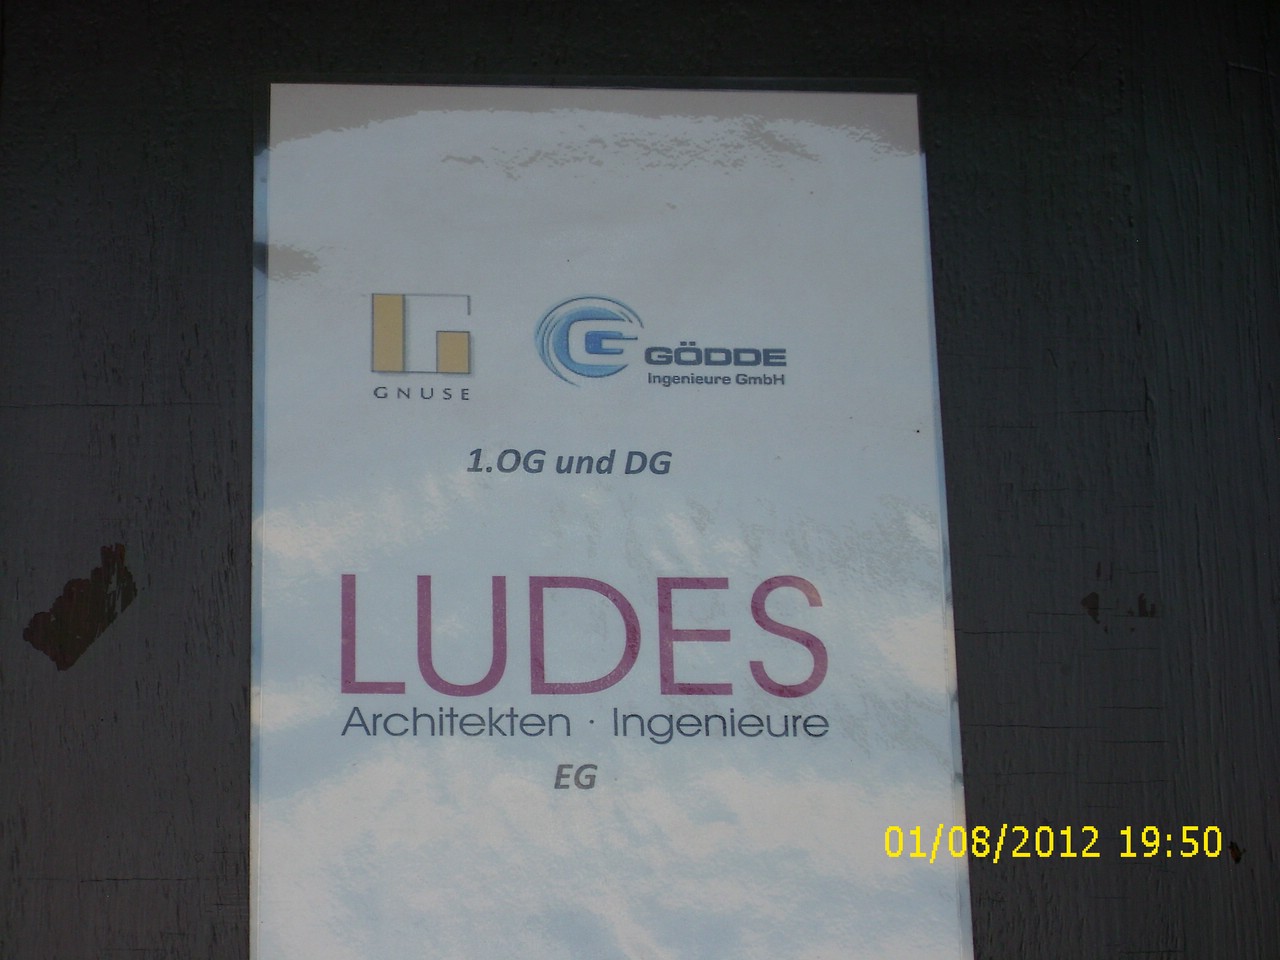 GNUSE
GÖDDE
Ingenieure GmbH
1.OG und DG
LUDES
Architekten · Ingenieure
EG
01/08/2012 19:50